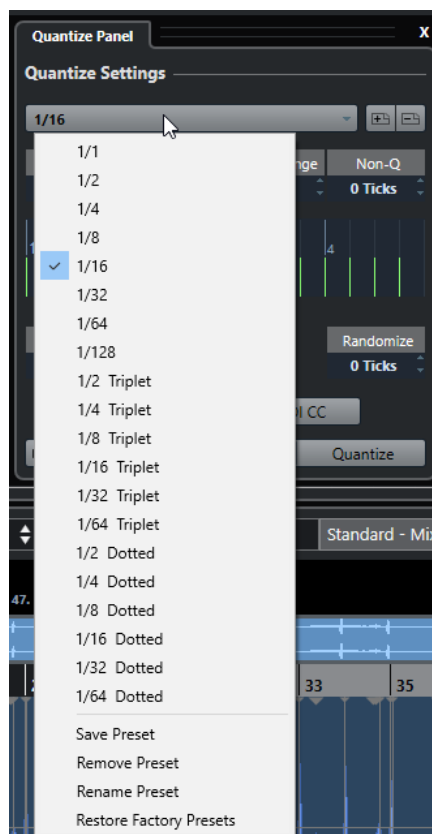 Quantize Panel
X
Quantize Settings
1/16
Non-Q
0 Ticks
4
Randomize
0 Ticks
Quantize
1/1
1/2
1/4
1/8
1/16
1/32
1/64
1/128
1/2 Triplet
1/4 Triplet
1/8 Triplet
1/16 Triplet
1/32 Triplet
1/64 Triplet
1/2 Dotted
1/4 Dotted
1/8 Dotted
1/16 Dotted
1/32 Dotted
1/64 Dotted
Save Preset
Remove Preset
Rename Preset
Restore Factory Presets
CC
Standard - Mix
47.
33
35